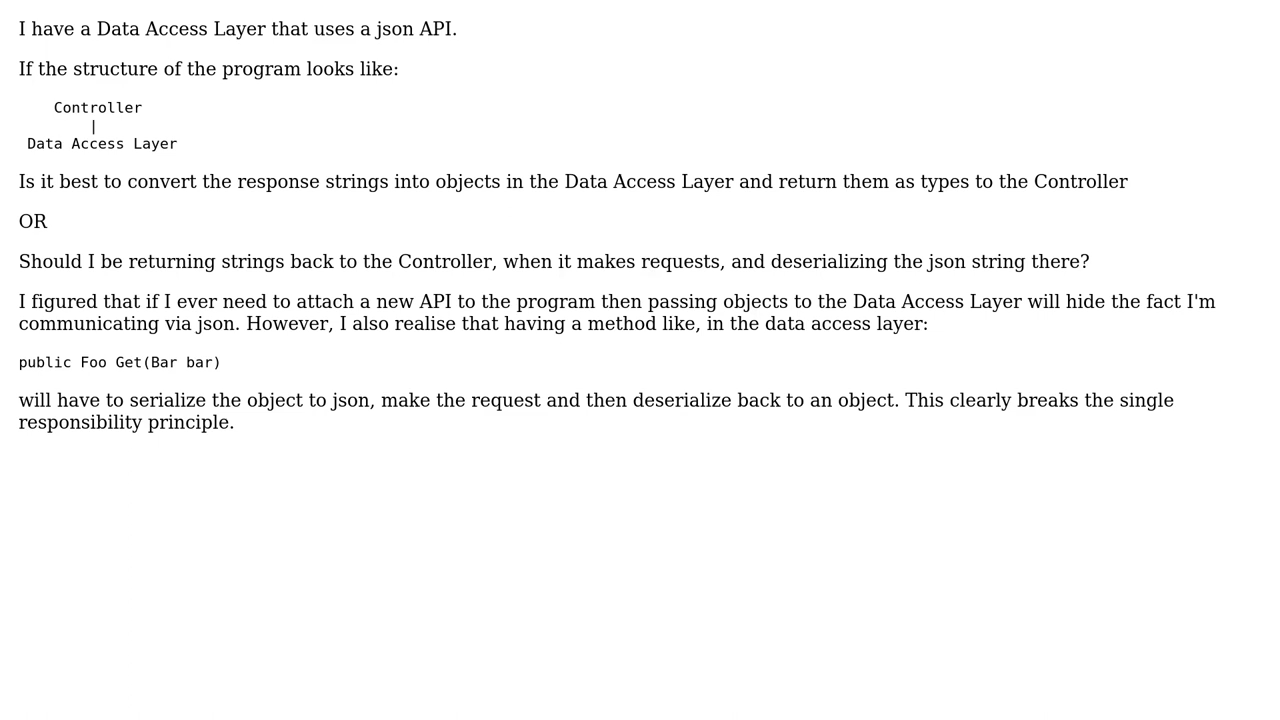 I have a Data Access Layer that uses a json API.
If the structure of the program looks like:
Controller
|
Data Access Layer
Is it best to convert the response strings into objects in the Data Access Layer and return them as types to the Controller
OR
Should I be returning strings back to the Controller, when it makes requests, and deserializing the json string there?
I figured that if I ever need to attach a new API to the program then passing objects to the Data Access Layer will hide the fact I'm
communicating via json. However, I also realise that having a method like, in the data access layer:
public Foo Get(Bar bar)
will have to serialize the object to json, make the request and then deserialize back to an object. This clearly breaks the single
responsibility principle.